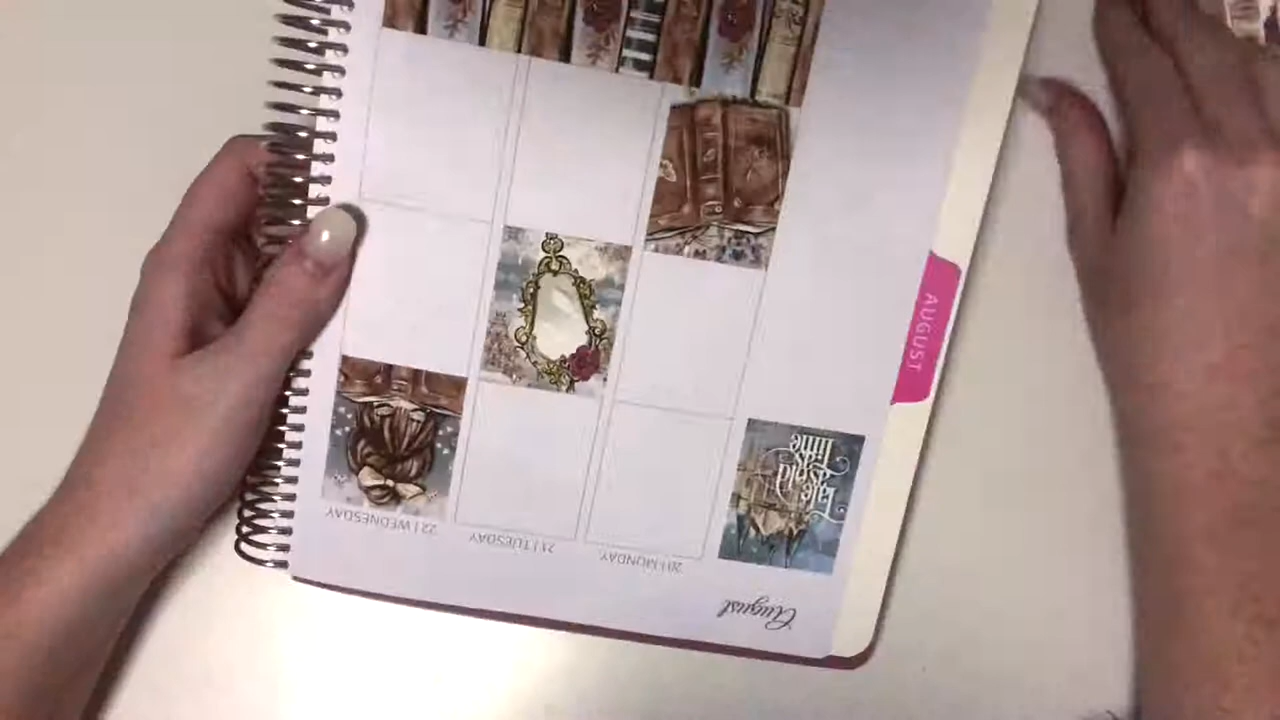 August
20 | MONDAY
21 | TUESDAY
22 | WEDNESDAY
Tale
as Old
as
time
AUGUST